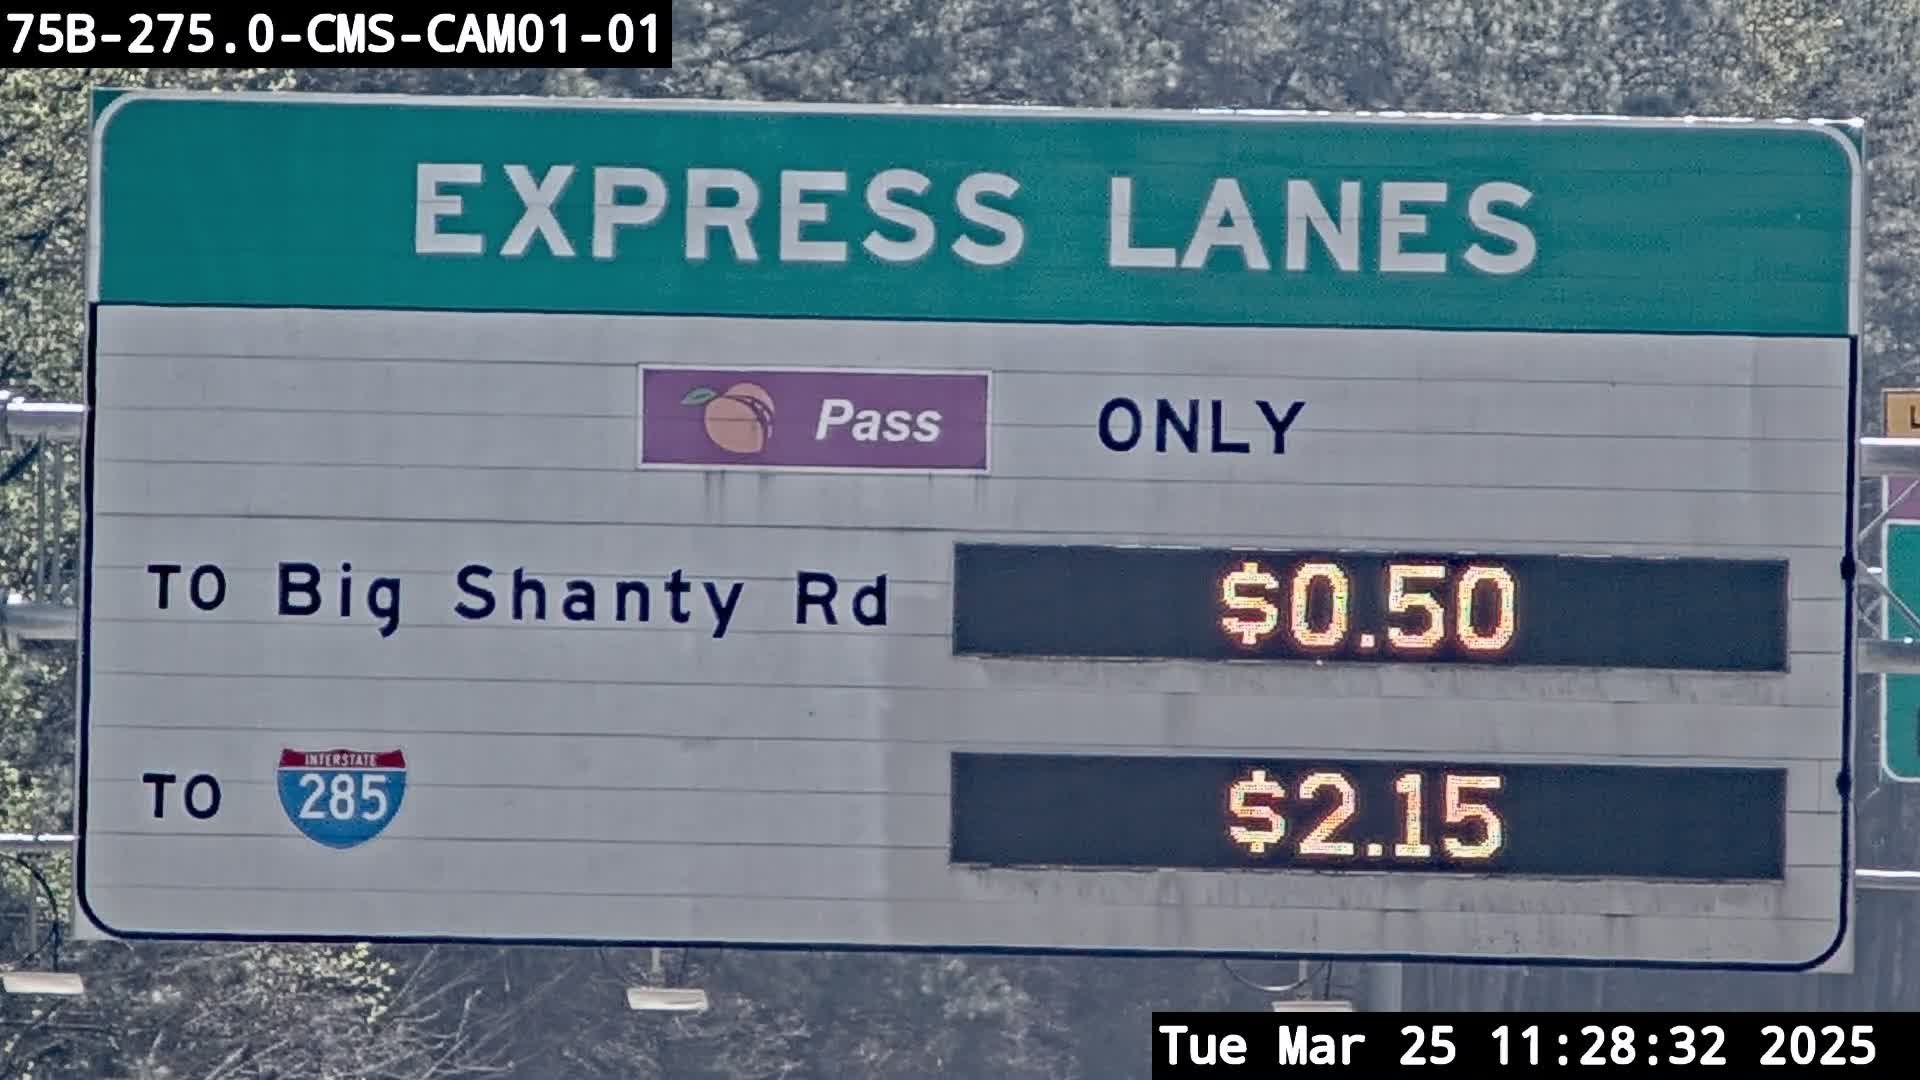 75B-275.0-CMS-CAM01-01
EXPRESS LANES
Pass ONLY
TO Big Shanty Rd $0.50
TO INTERSTATE 285 $2.15
Tue Mar 25 11:28:32 2025